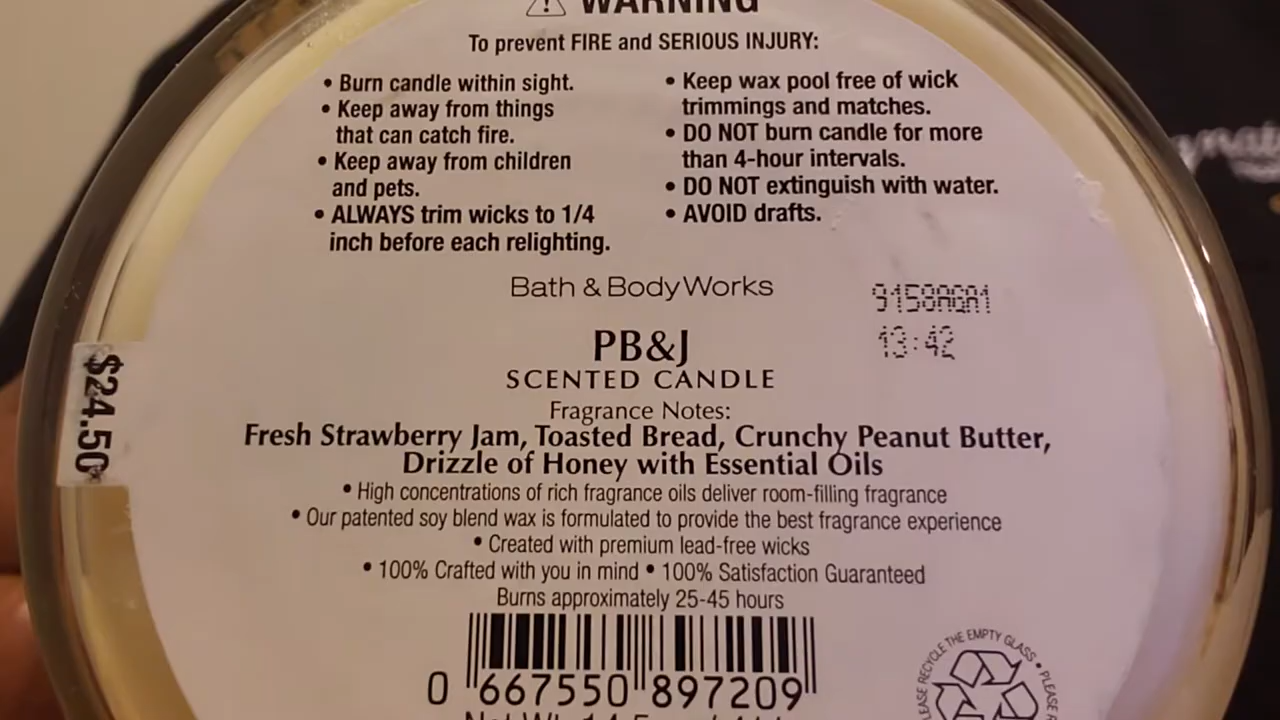 ⚠ WARNING
To prevent FIRE and SERIOUS INJURY:
• Burn candle within sight.
• Keep away from things
that can catch fire.
• Keep away from children
and pets.
• ALWAYS trim wicks to 1/4
inch before each relighting.
• Keep wax pool free of wick
trimmings and matches.
• DO NOT burn candle for more
than 4-hour intervals.
• DO NOT extinguish with water.
• AVOID drafts.
Bath & Body Works
9158AGA1
13:42
PB&J
SCENTED CANDLE
$24.50
Fragrance Notes:
Fresh Strawberry Jam, Toasted Bread, Crunchy Peanut Butter,
Drizzle of Honey with Essential Oils
• High concentrations of rich fragrance oils deliver room-filling fragrance
• Our patented soy blend wax is formulated to provide the best fragrance experience
• Created with premium lead-free wicks
• 100% Crafted with you in mind • 100% Satisfaction Guaranteed
Burns approximately 25-45 hours
0 667550 897209
RECYCLE THE EMPTY GLASS • PLEASE
Net Wt.